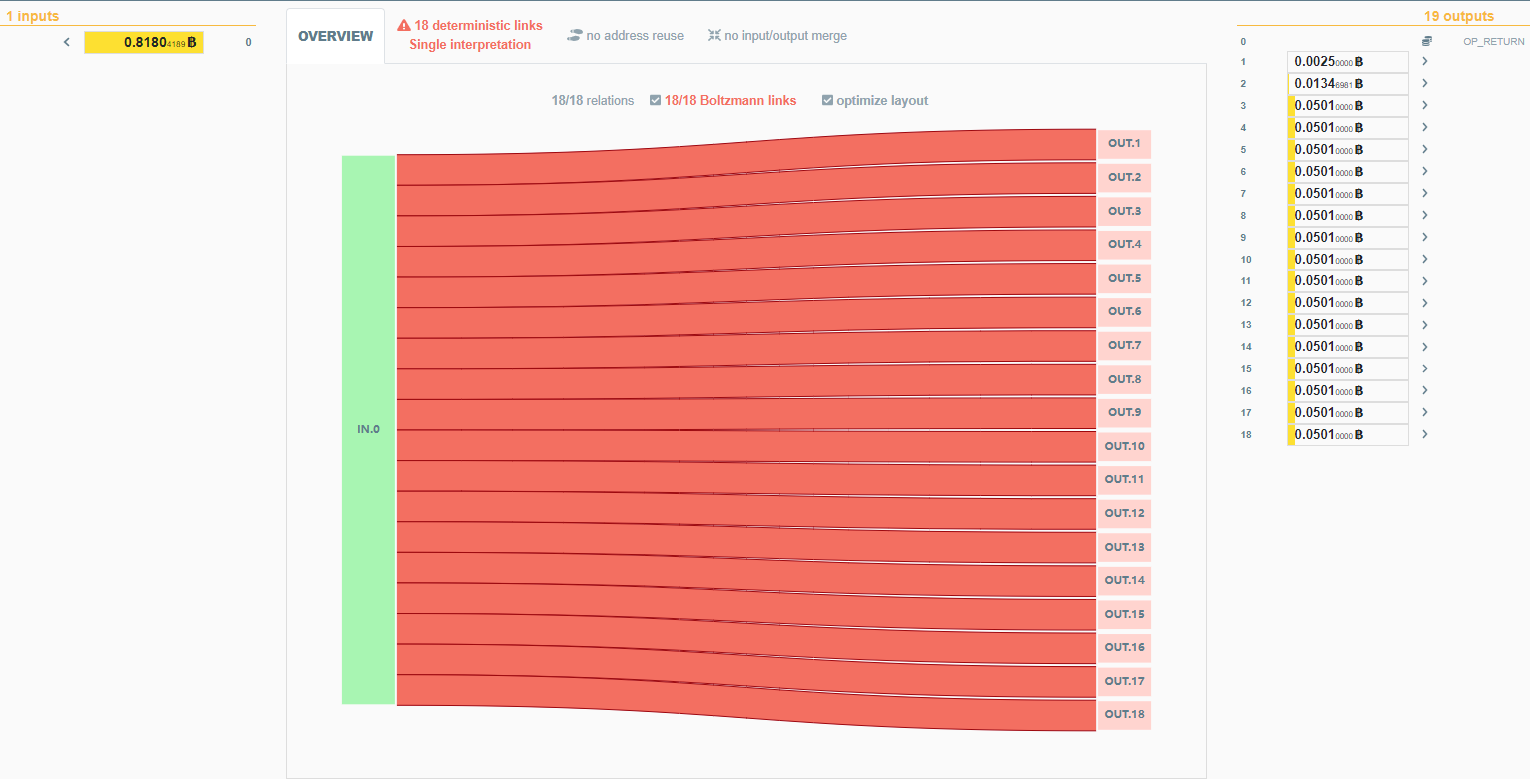 1 inputs
0.81804189 ₿ 0
OVERVIEW
18 deterministic links
Single interpretation
no address reuse
no input/output merge
18/18 relations
18/18 Boltzmann links
optimize layout
IN.0
OUT.1
OUT.2
OUT.3
OUT.4
OUT.5
OUT.6
OUT.7
OUT.8
OUT.9
OUT.10
OUT.11
OUT.12
OUT.13
OUT.14
OUT.15
OUT.16
OUT.17
OUT.18
19 outputs
0 OP_RETURN
1 0.00250000 ₿
2 0.01346981 ₿
3 0.05010000 ₿
4 0.05010000 ₿
5 0.05010000 ₿
6 0.05010000 ₿
7 0.05010000 ₿
8 0.05010000 ₿
9 0.05010000 ₿
10 0.05010000 ₿
11 0.05010000 ₿
12 0.05010000 ₿
13 0.05010000 ₿
14 0.05010000 ₿
15 0.05010000 ₿
16 0.05010000 ₿
17 0.05010000 ₿
18 0.05010000 ₿